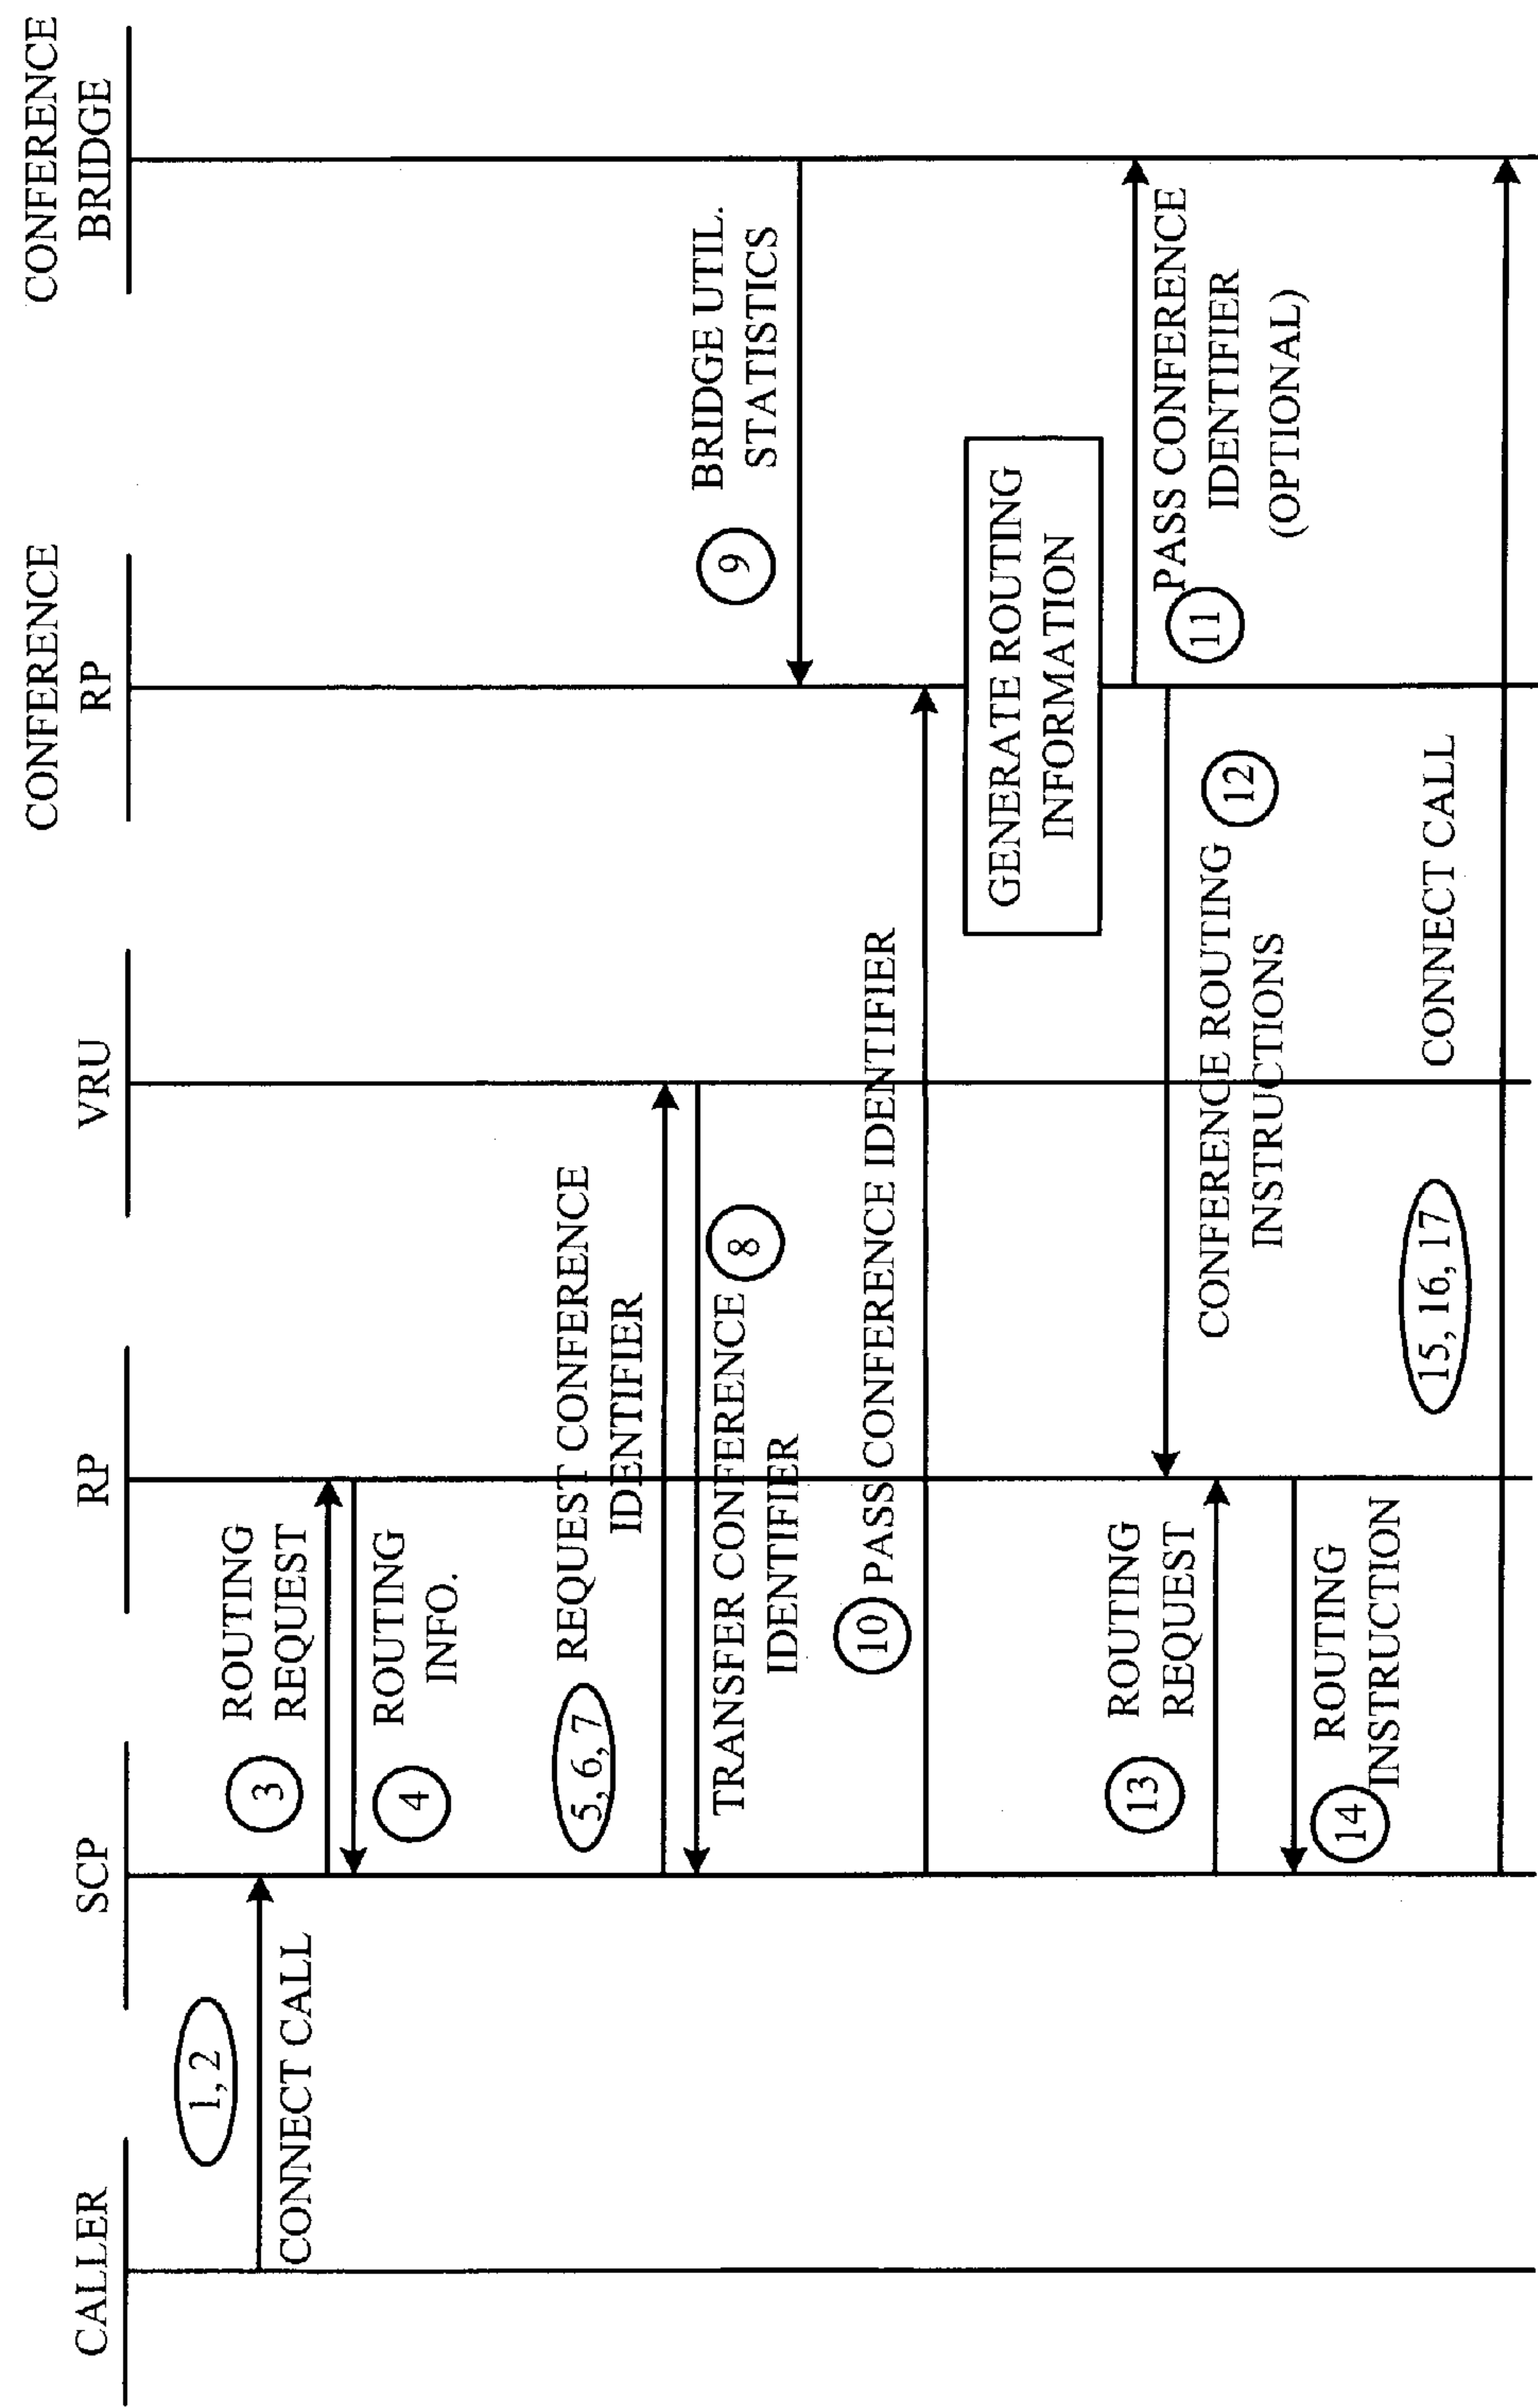 CALLER
SCP
RP
VRU
CONFERENCE
RP
CONFERENCE
BRIDGE
1, 2
CONNECT CALL
3
ROUTING
REQUEST
4
ROUTING
INFO.
5, 6, 7
REQUEST CONFERENCE
IDENTIFIER
TRANSFER CONFERENCE
IDENTIFIER
8
9
BRIDGE UTIL.
STATISTICS
10
PASS CONFERENCE IDENTIFIER
GENERATE ROUTING
INFORMATION
11
PASS CONFERENCE
IDENTIFIER
(OPTIONAL)
CONFERENCE ROUTING
INSTRUCTIONS
12
13
ROUTING
REQUEST
14
ROUTING
INSTRUCTION
15, 16, 17
CONNECT CALL